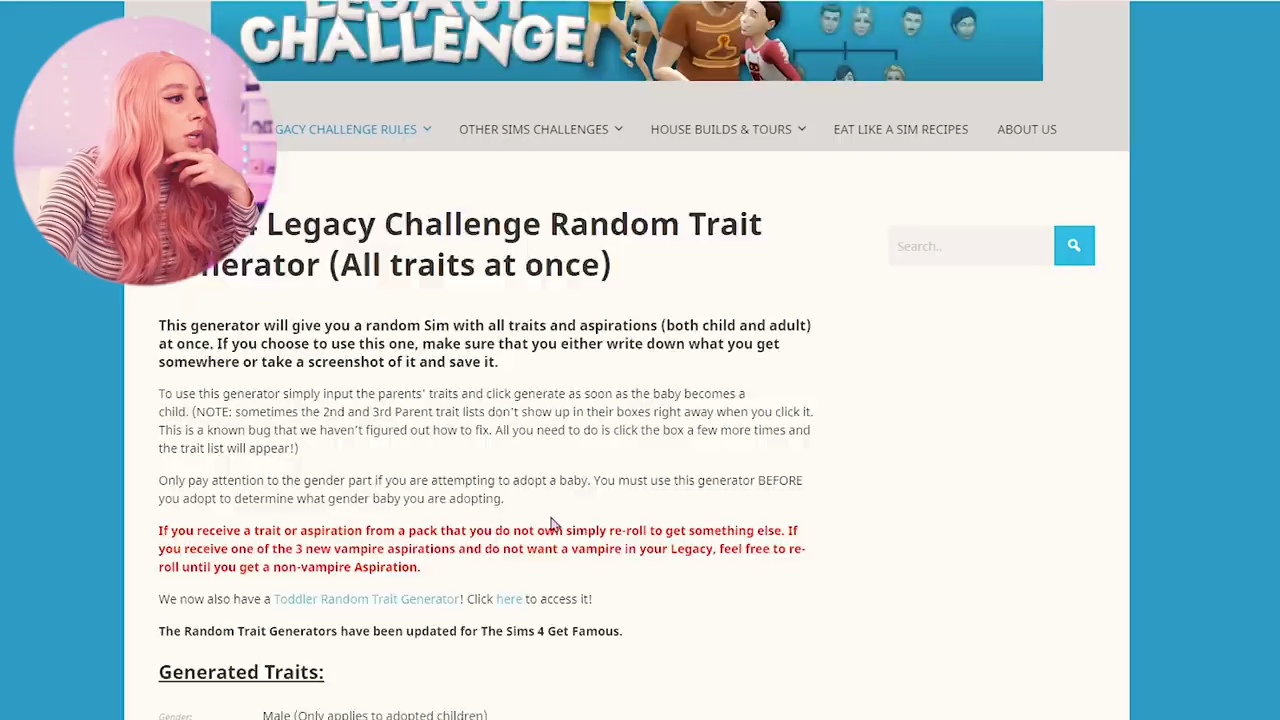 LEGACY
CHALLENGE
GACY CHALLENGE RULES
OTHER SIMS CHALLENGES
HOUSE BUILDS & TOURS
EAT LIKE A SIM RECIPES
ABOUT US
Legacy Challenge Random Trait
nerator (All traits at once)
Search..
This generator will give you a random Sim with all traits and aspirations (both child and adult)
at once. If you choose to use this one, make sure that you either write down what you get
somewhere or take a screenshot of it and save it.
To use this generator simply input the parents' traits and click generate as soon as the baby becomes a
child. (NOTE: sometimes the 2nd and 3rd Parent trait lists don't show up in their boxes right away when you click it.
This is a known bug that we haven't figured out how to fix. All you need to do is click the box a few more times and
the trait list will appear!)
Only pay attention to the gender part if you are attempting to adopt a baby. You must use this generator BEFORE
you adopt to determine what gender baby you are adopting.
If you receive a trait or aspiration from a pack that you do not own simply re-roll to get something else. If
you receive one of the 3 new vampire aspirations and do not want a vampire in your Legacy, feel free to re-
roll until you get a non-vampire Aspiration.
We now also have a Toddler Random Trait Generator! Click here to access it!
The Random Trait Generators have been updated for The Sims 4 Get Famous.
Generated Traits:
Gender: Male (Only applies to adopted children)